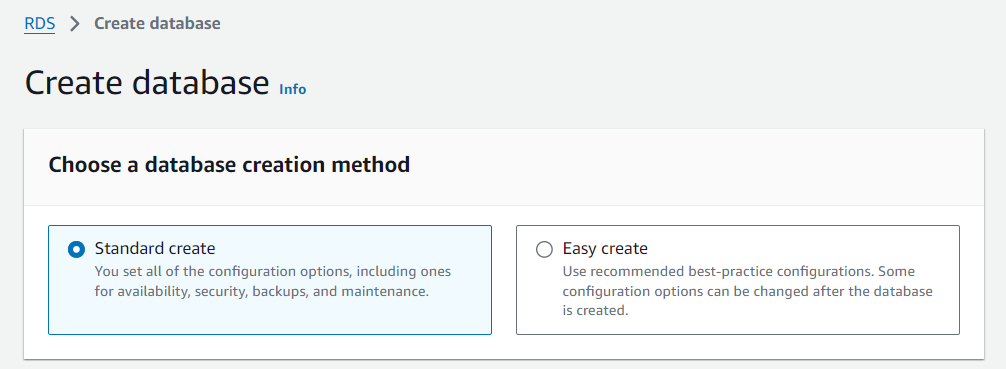 RDS > Create database
Create database Info
Choose a database creation method
Standard create
You set all of the configuration options, including ones
for availability, security, backups, and maintenance.
Easy create
Use recommended best-practice configurations. Some
configuration options can be changed after the database
is created.